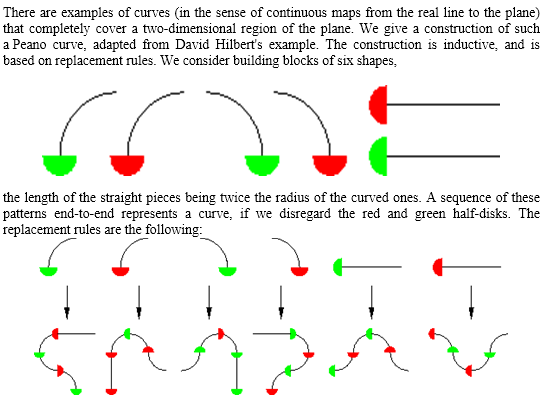 There are examples of curves (in the sense of continuous maps from the real line to the plane)
that completely cover a two-dimensional region of the plane. We give a construction of such
a Peano curve, adapted from David Hilbert's example. The construction is inductive, and is
based on replacement rules. We consider building blocks of six shapes,
the length of the straight pieces being twice the radius of the curved ones. A sequence of these
patterns end-to-end represents a curve, if we disregard the red and green half-disks. The
replacement rules are the following: